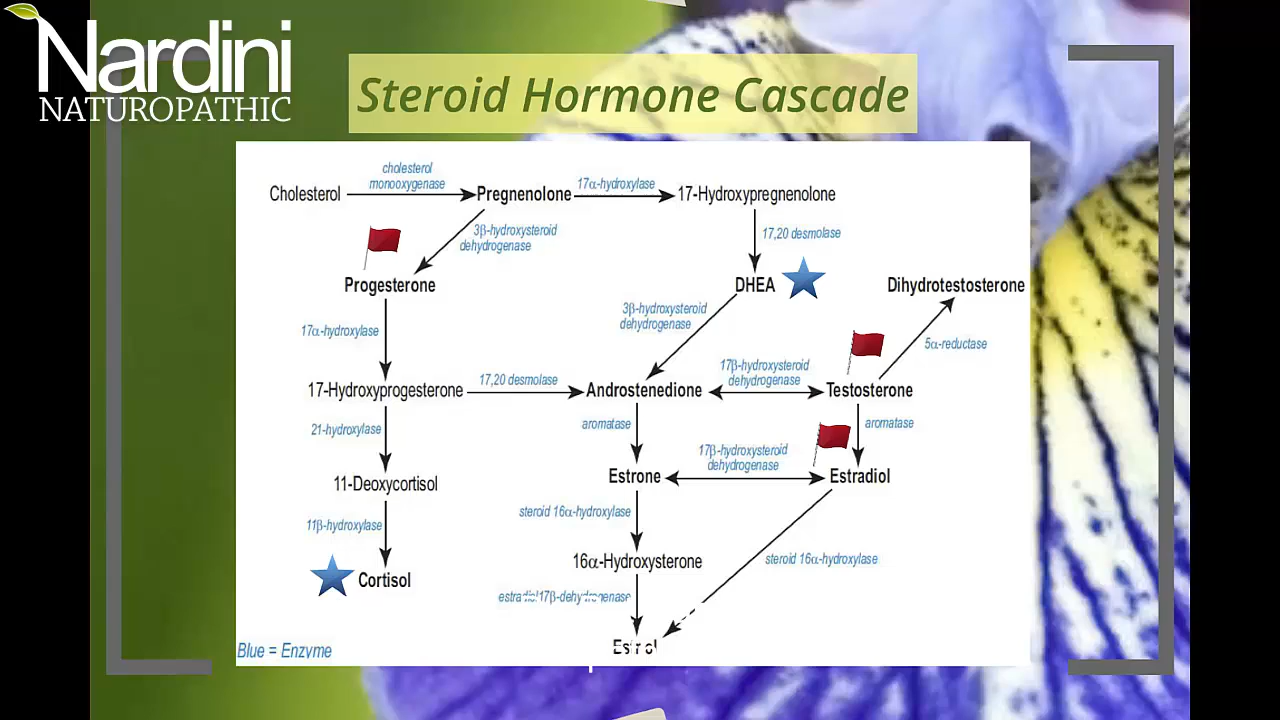 Nardini
NATUROPATHIC
Steroid Hormone Cascade
cholesterol
monooxygenase
Cholesterol
Pregnenolone
17α-hydroxylase
17-Hydroxypregnenolone
3β-hydroxysteroid
dehydrogenase
17,20 desmolase
Progesterone
DHEA
Dihydrotestosterone
3β-hydroxysteroid
dehydrogenase
17α-hydroxylase
5α-reductase
17β-hydroxysteroid
dehydrogenase
17-Hydroxyprogesterone
17,20 desmolase
Androstenedione
Testosterone
21-hydroxylase
aromatase
aromatase
17β-hydroxysteroid
dehydrogenase
11-Deoxycortisol
Estrone
Estradiol
steroid 16α-hydroxylase
11β-hydroxylase
16α-Hydroxysterone
steroid 16α-hydroxylase
Cortisol
estradiol17β-dehydrogenase
Estriol
Blue = Enzyme